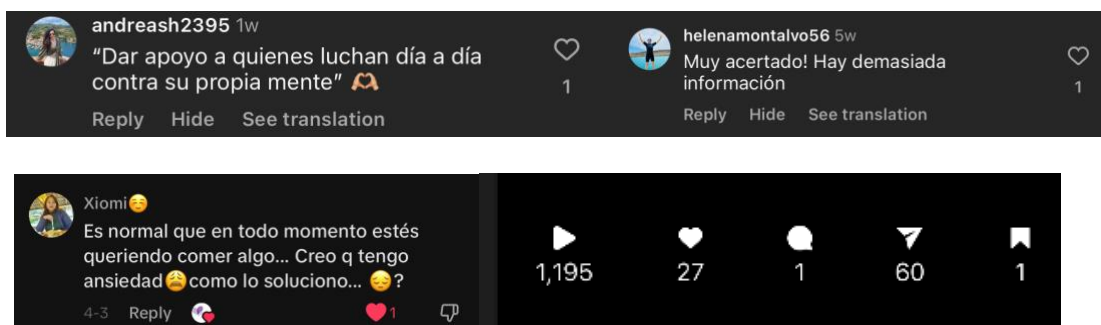 andreash2395 1w
“Dar apoyo a quienes luchan día a día
contra su propia mente” 🫶🏽
1
Reply Hide See translation
helenamontalvo56 5w
Muy acertado! Hay demasiada
información
1
Reply Hide See translation
Xiomi☺️
Es normal que en todo momento estés
queriendo comer algo... Creo q tengo
ansiedad😩como lo soluciono... 😔?
4-3 Reply
1
1,195 27 1 60 1